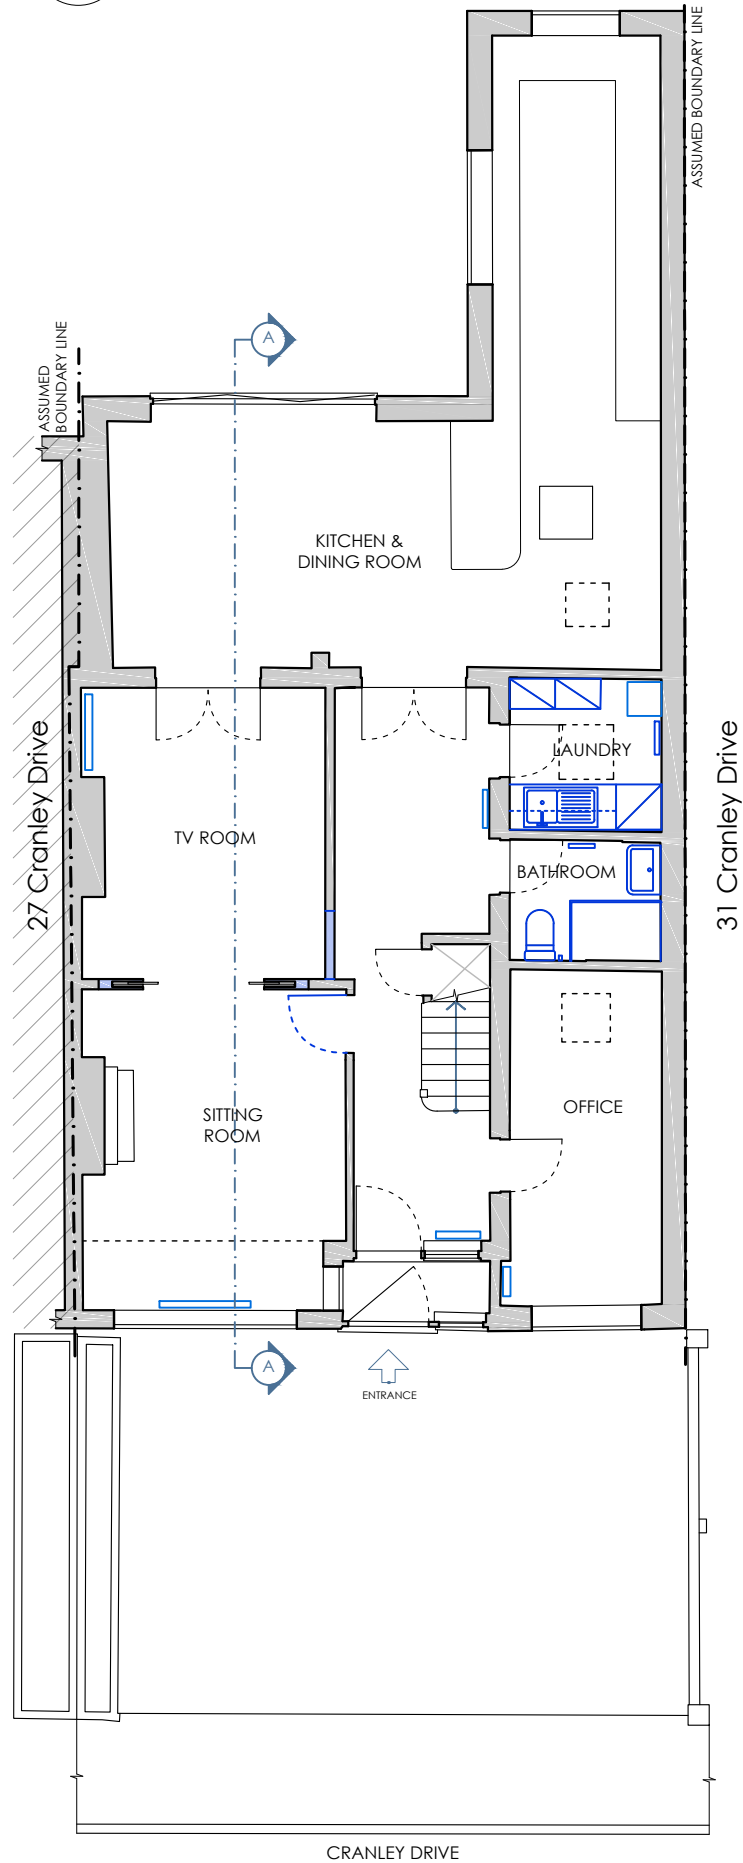 ASSUMED BOUNDARY LINE
ASSUMED
BOUNDARY LINE
A
KITCHEN &
DINING ROOM
27 Cranley Drive
31 Cranley Drive
LAUNDRY
TV ROOM
BATHROOM
SITTING
ROOM
OFFICE
A
ENTRANCE
CRANLEY DRIVE